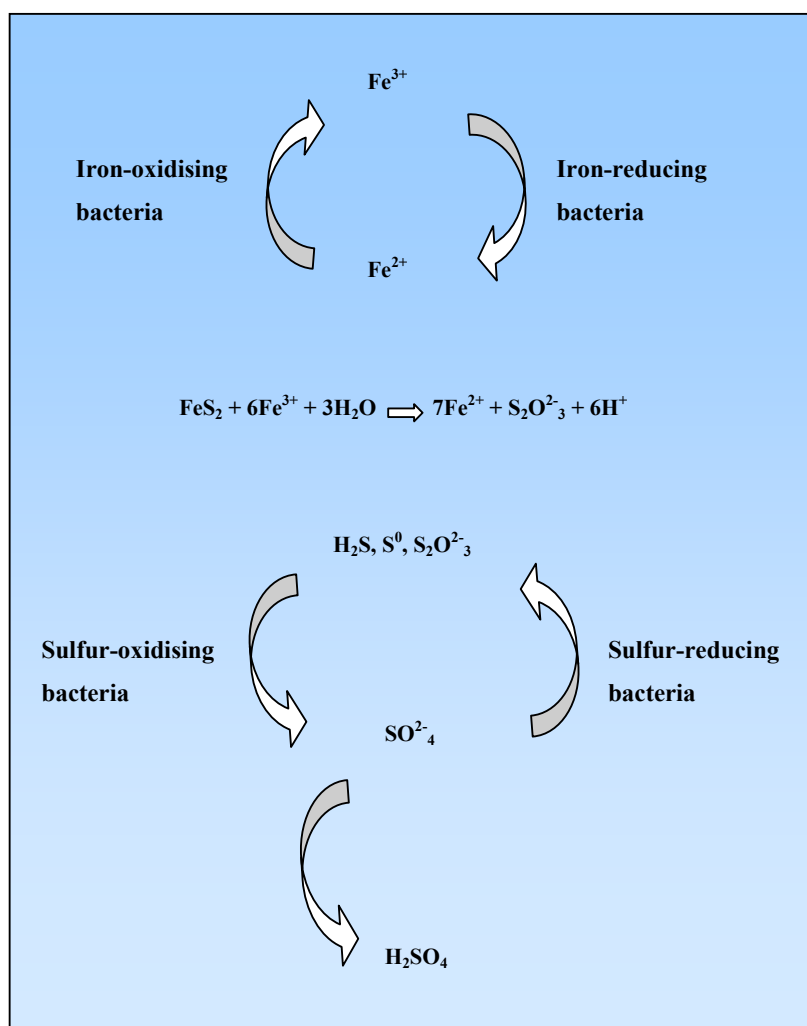 Fe³⁺
Iron-oxidising
bacteria
Iron-reducing
bacteria
Fe²⁺
FeS₂ + 6Fe³⁺ + 3H₂O ⇨ 7Fe²⁺ + S₂O²⁻₃ + 6H⁺
H₂S, S⁰, S₂O²⁻₃
Sulfur-oxidising
bacteria
Sulfur-reducing
bacteria
SO²⁻₄
H₂SO₄